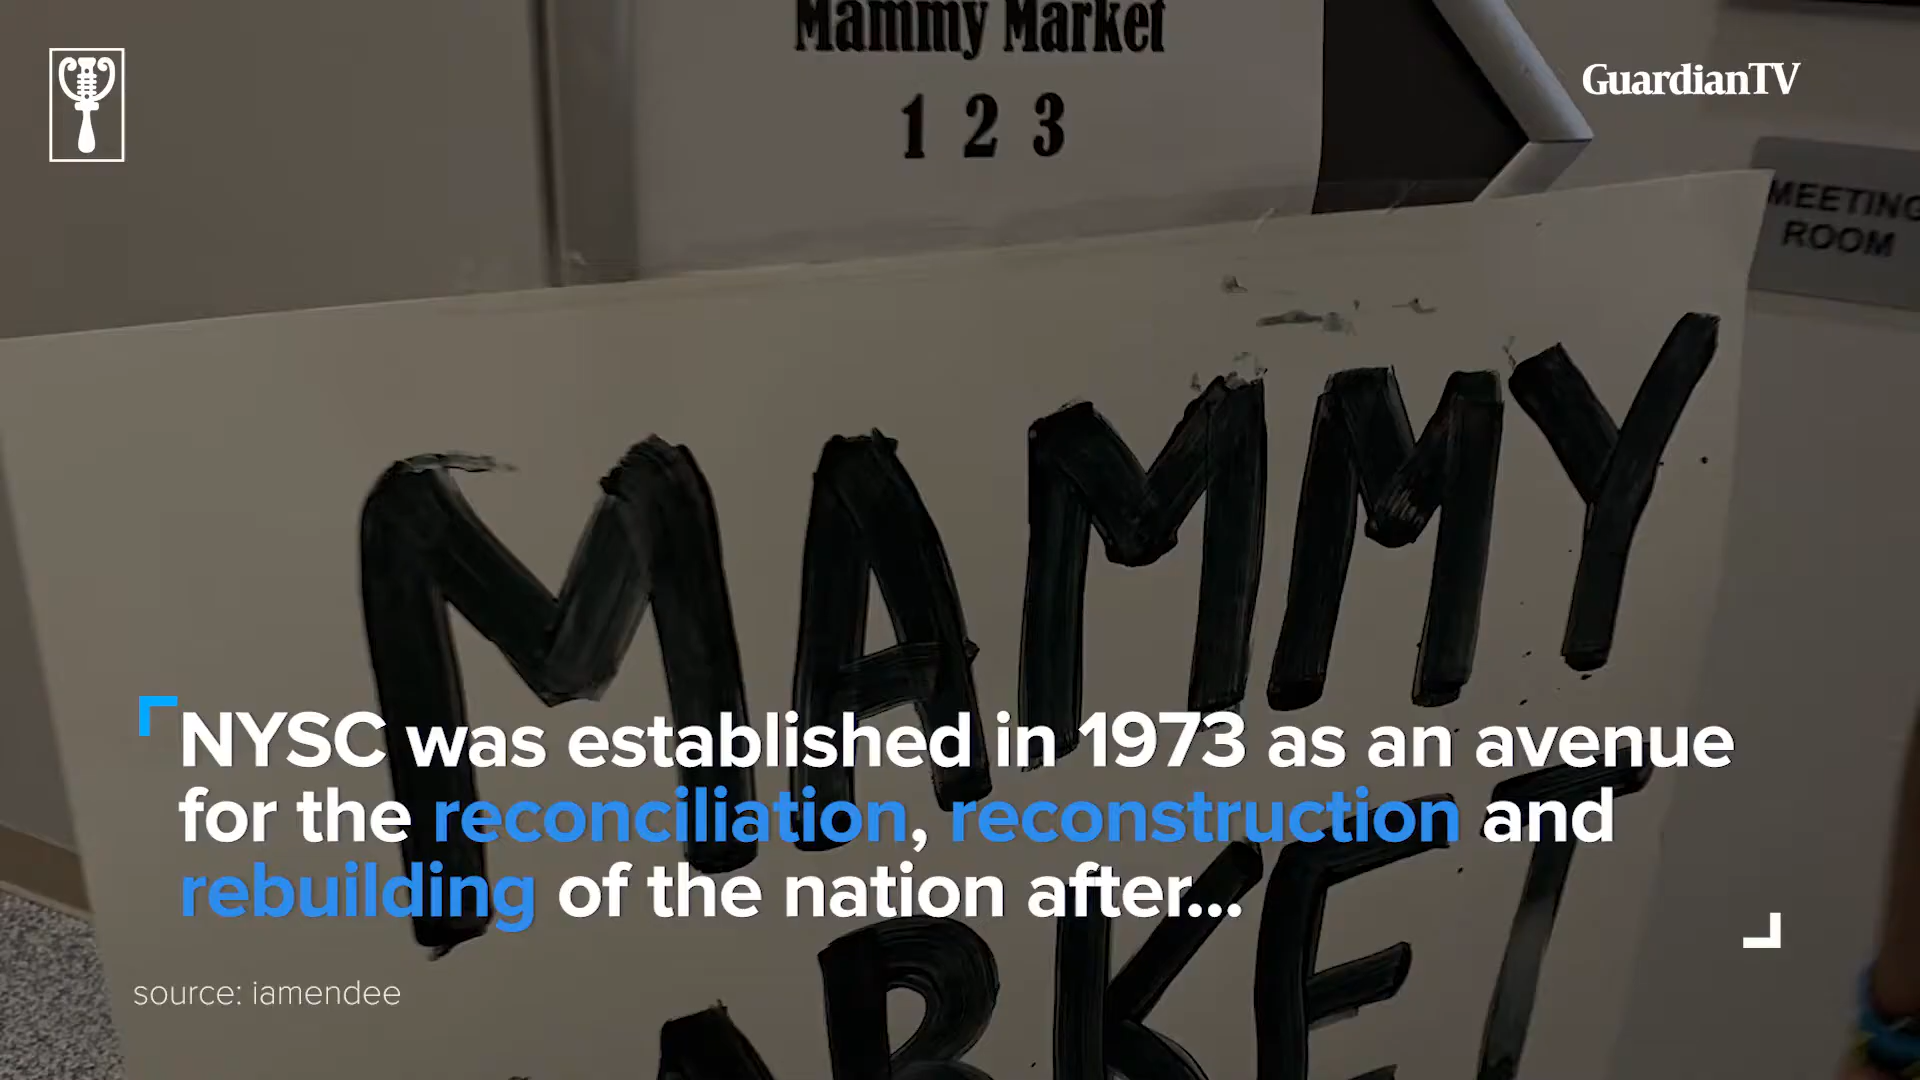 Mammy Market
1 2 3
GuardianTV
MEETING
ROOM
MAMMY
MARKET
NYSC was established in 1973 as an avenue
for the reconciliation, reconstruction and
rebuilding of the nation after...
source: iamendee